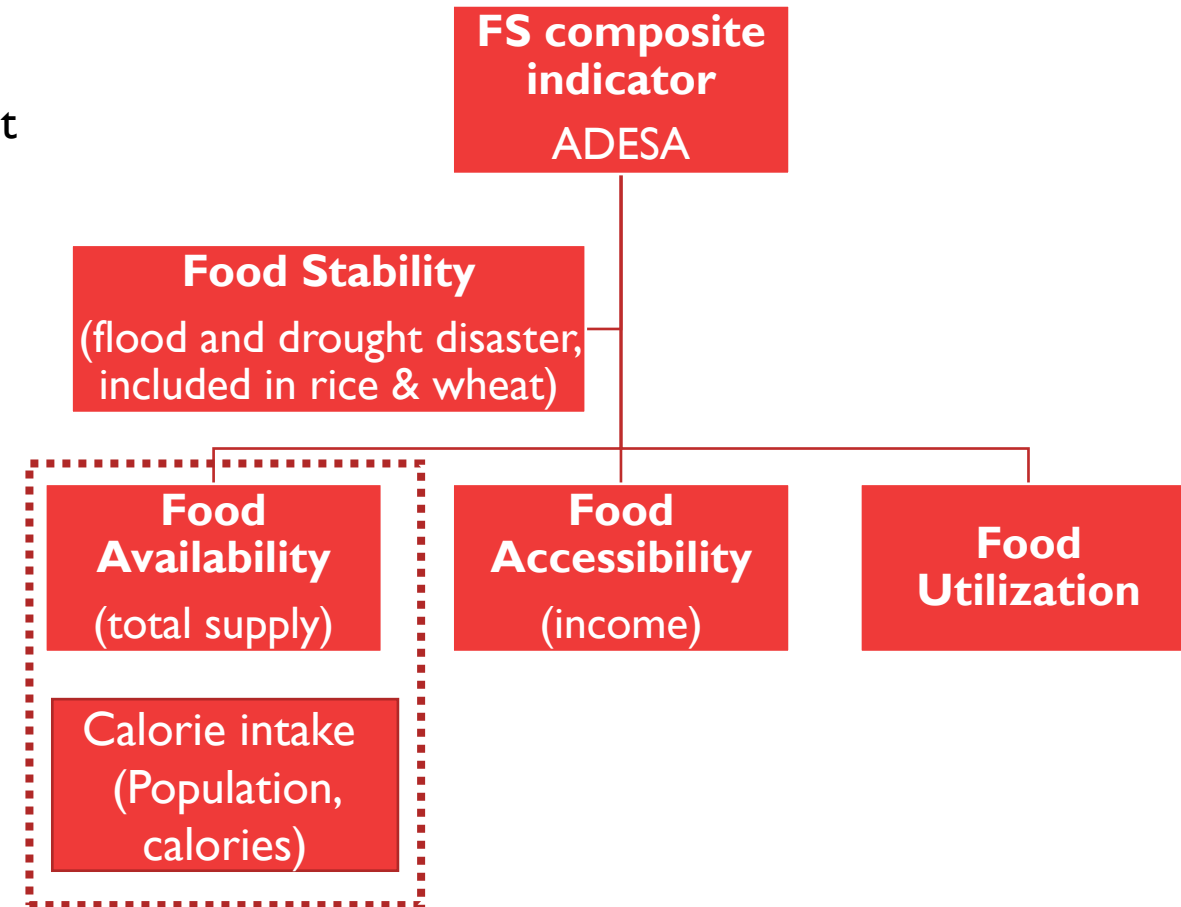 FS composite
indicator
ADESA
t
Food Stability
(flood and drought disaster,
included in rice & wheat)
Food
Availability
(total supply)
Food
Accessibility
(income)
Food
Utilization
Calorie intake
(Population,
calories)